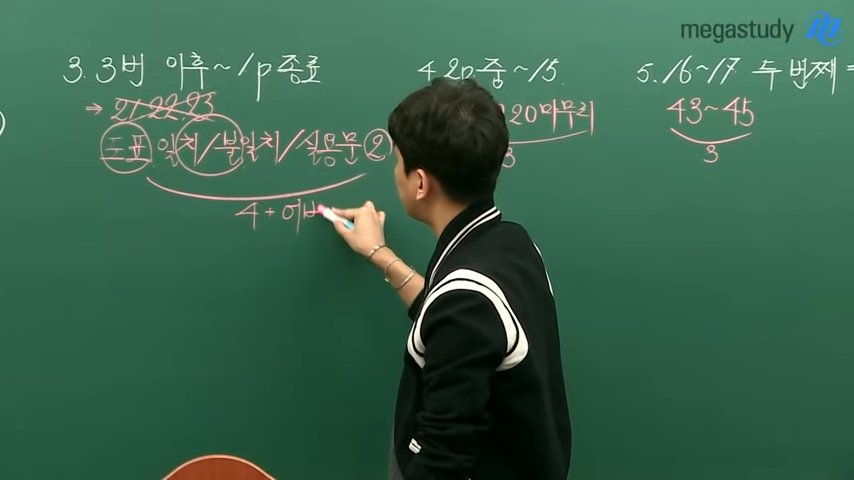 megastudy
3. 3번 이후~1p 종료
4. 2p 중~15.
5. 16~17 두 번째
→ 21 22 23
20 마무리
43~45
도표 일치/불일치/실용문 ②
3
3
4 + 어바